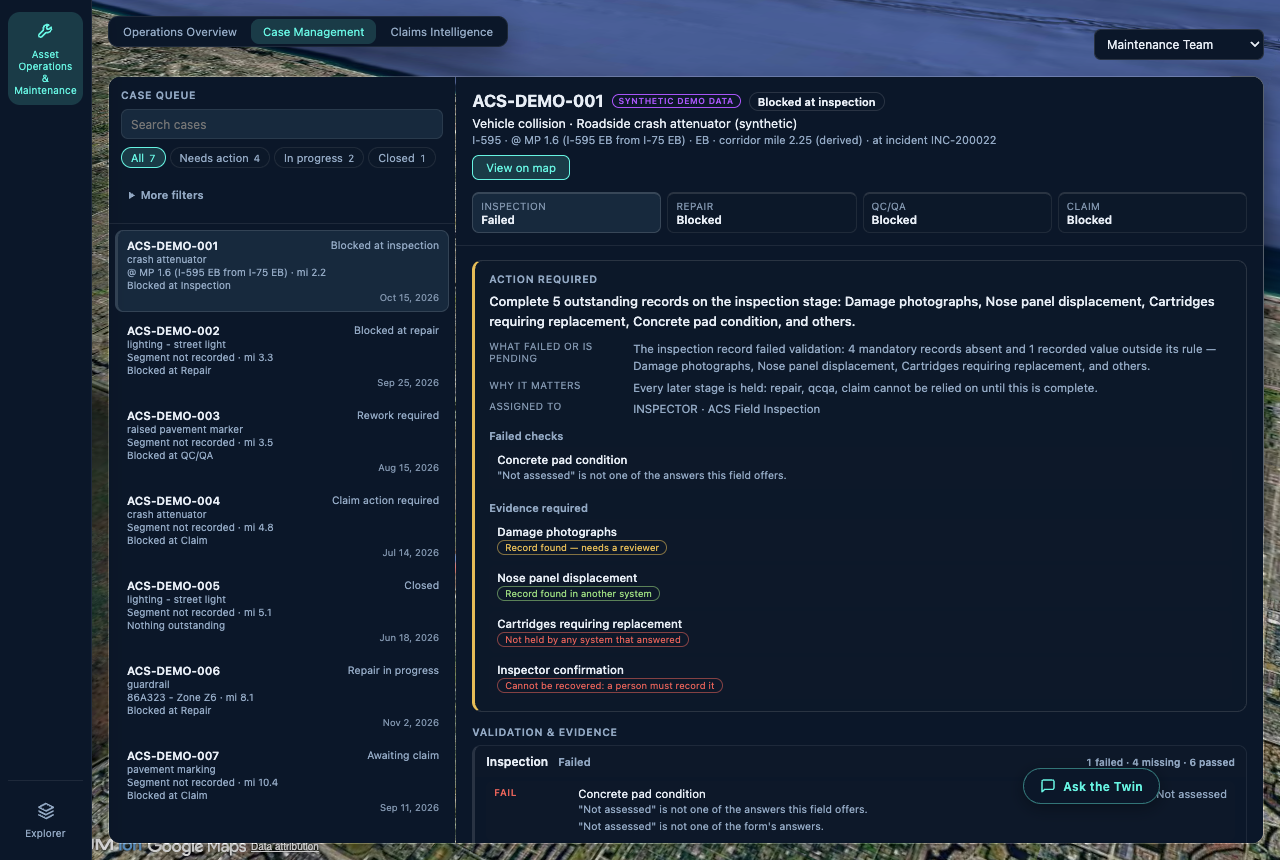 Asset
Operations
&
Maintenance
Operations Overview
Case Management
Claims Intelligence
Maintenance Team
CASE QUEUE
Search cases
All 7
Needs action 4
In progress 2
Closed 1
More filters
ACS-DEMO-001
Blocked at inspection
crash attenuator
@ MP 1.6 (I-595 EB from I-75 EB) · mi 2.2
Blocked at Inspection
Oct 15, 2026
ACS-DEMO-002
Blocked at repair
lighting - street light
Segment not recorded · mi 3.3
Blocked at Repair
Sep 25, 2026
ACS-DEMO-003
Rework required
raised pavement marker
Segment not recorded · mi 3.5
Blocked at QC/QA
Aug 15, 2026
ACS-DEMO-004
Claim action required
crash attenuator
Segment not recorded · mi 4.8
Blocked at Claim
Jul 14, 2026
ACS-DEMO-005
Closed
lighting - street light
Segment not recorded · mi 5.1
Nothing outstanding
Jun 18, 2026
ACS-DEMO-006
Repair in progress
guardrail
86A323 - Zone Z6 · mi 8.1
Blocked at Repair
Nov 2, 2026
ACS-DEMO-007
Awaiting claim
pavement marking
Segment not recorded · mi 10.4
Blocked at Claim
Sep 11, 2026
ACS-DEMO-001
SYNTHETIC DEMO DATA
Blocked at inspection
Vehicle collision · Roadside crash attenuator (synthetic)
I-595 · @ MP 1.6 (I-595 EB from I-75 EB) · EB · corridor mile 2.25 (derived) · at incident INC-200022
View on map
INSPECTION
Failed
REPAIR
Blocked
QC/QA
Blocked
CLAIM
Blocked
ACTION REQUIRED
Complete 5 outstanding records on the inspection stage: Damage photographs, Nose panel displacement, Cartridges
requiring replacement, Concrete pad condition, and others.
WHAT FAILED OR IS
PENDING
The inspection record failed validation: 4 mandatory records absent and 1 recorded value outside its rule —
Damage photographs, Nose panel displacement, Cartridges requiring replacement, and others.
WHY IT MATTERS
Every later stage is held: repair, qcqa, claim cannot be relied on until this is complete.
ASSIGNED TO
INSPECTOR · ACS Field Inspection
Failed checks
Concrete pad condition
"Not assessed" is not one of the answers this field offers.
Evidence required
Damage photographs
Record found — needs a reviewer
Nose panel displacement
Record found in another system
Cartridges requiring replacement
Not held by any system that answered
Inspector confirmation
Cannot be recovered: a person must record it
VALIDATION & EVIDENCE
Inspection Failed
1 failed · 4 missing · 6 passed
FAIL
Concrete pad condition
Not assessed
"Not assessed" is not one of the answers this field offers.
"Not assessed" is not one of the form's answers.
Ask the Twin
Explorer
Google Maps
Data attribution